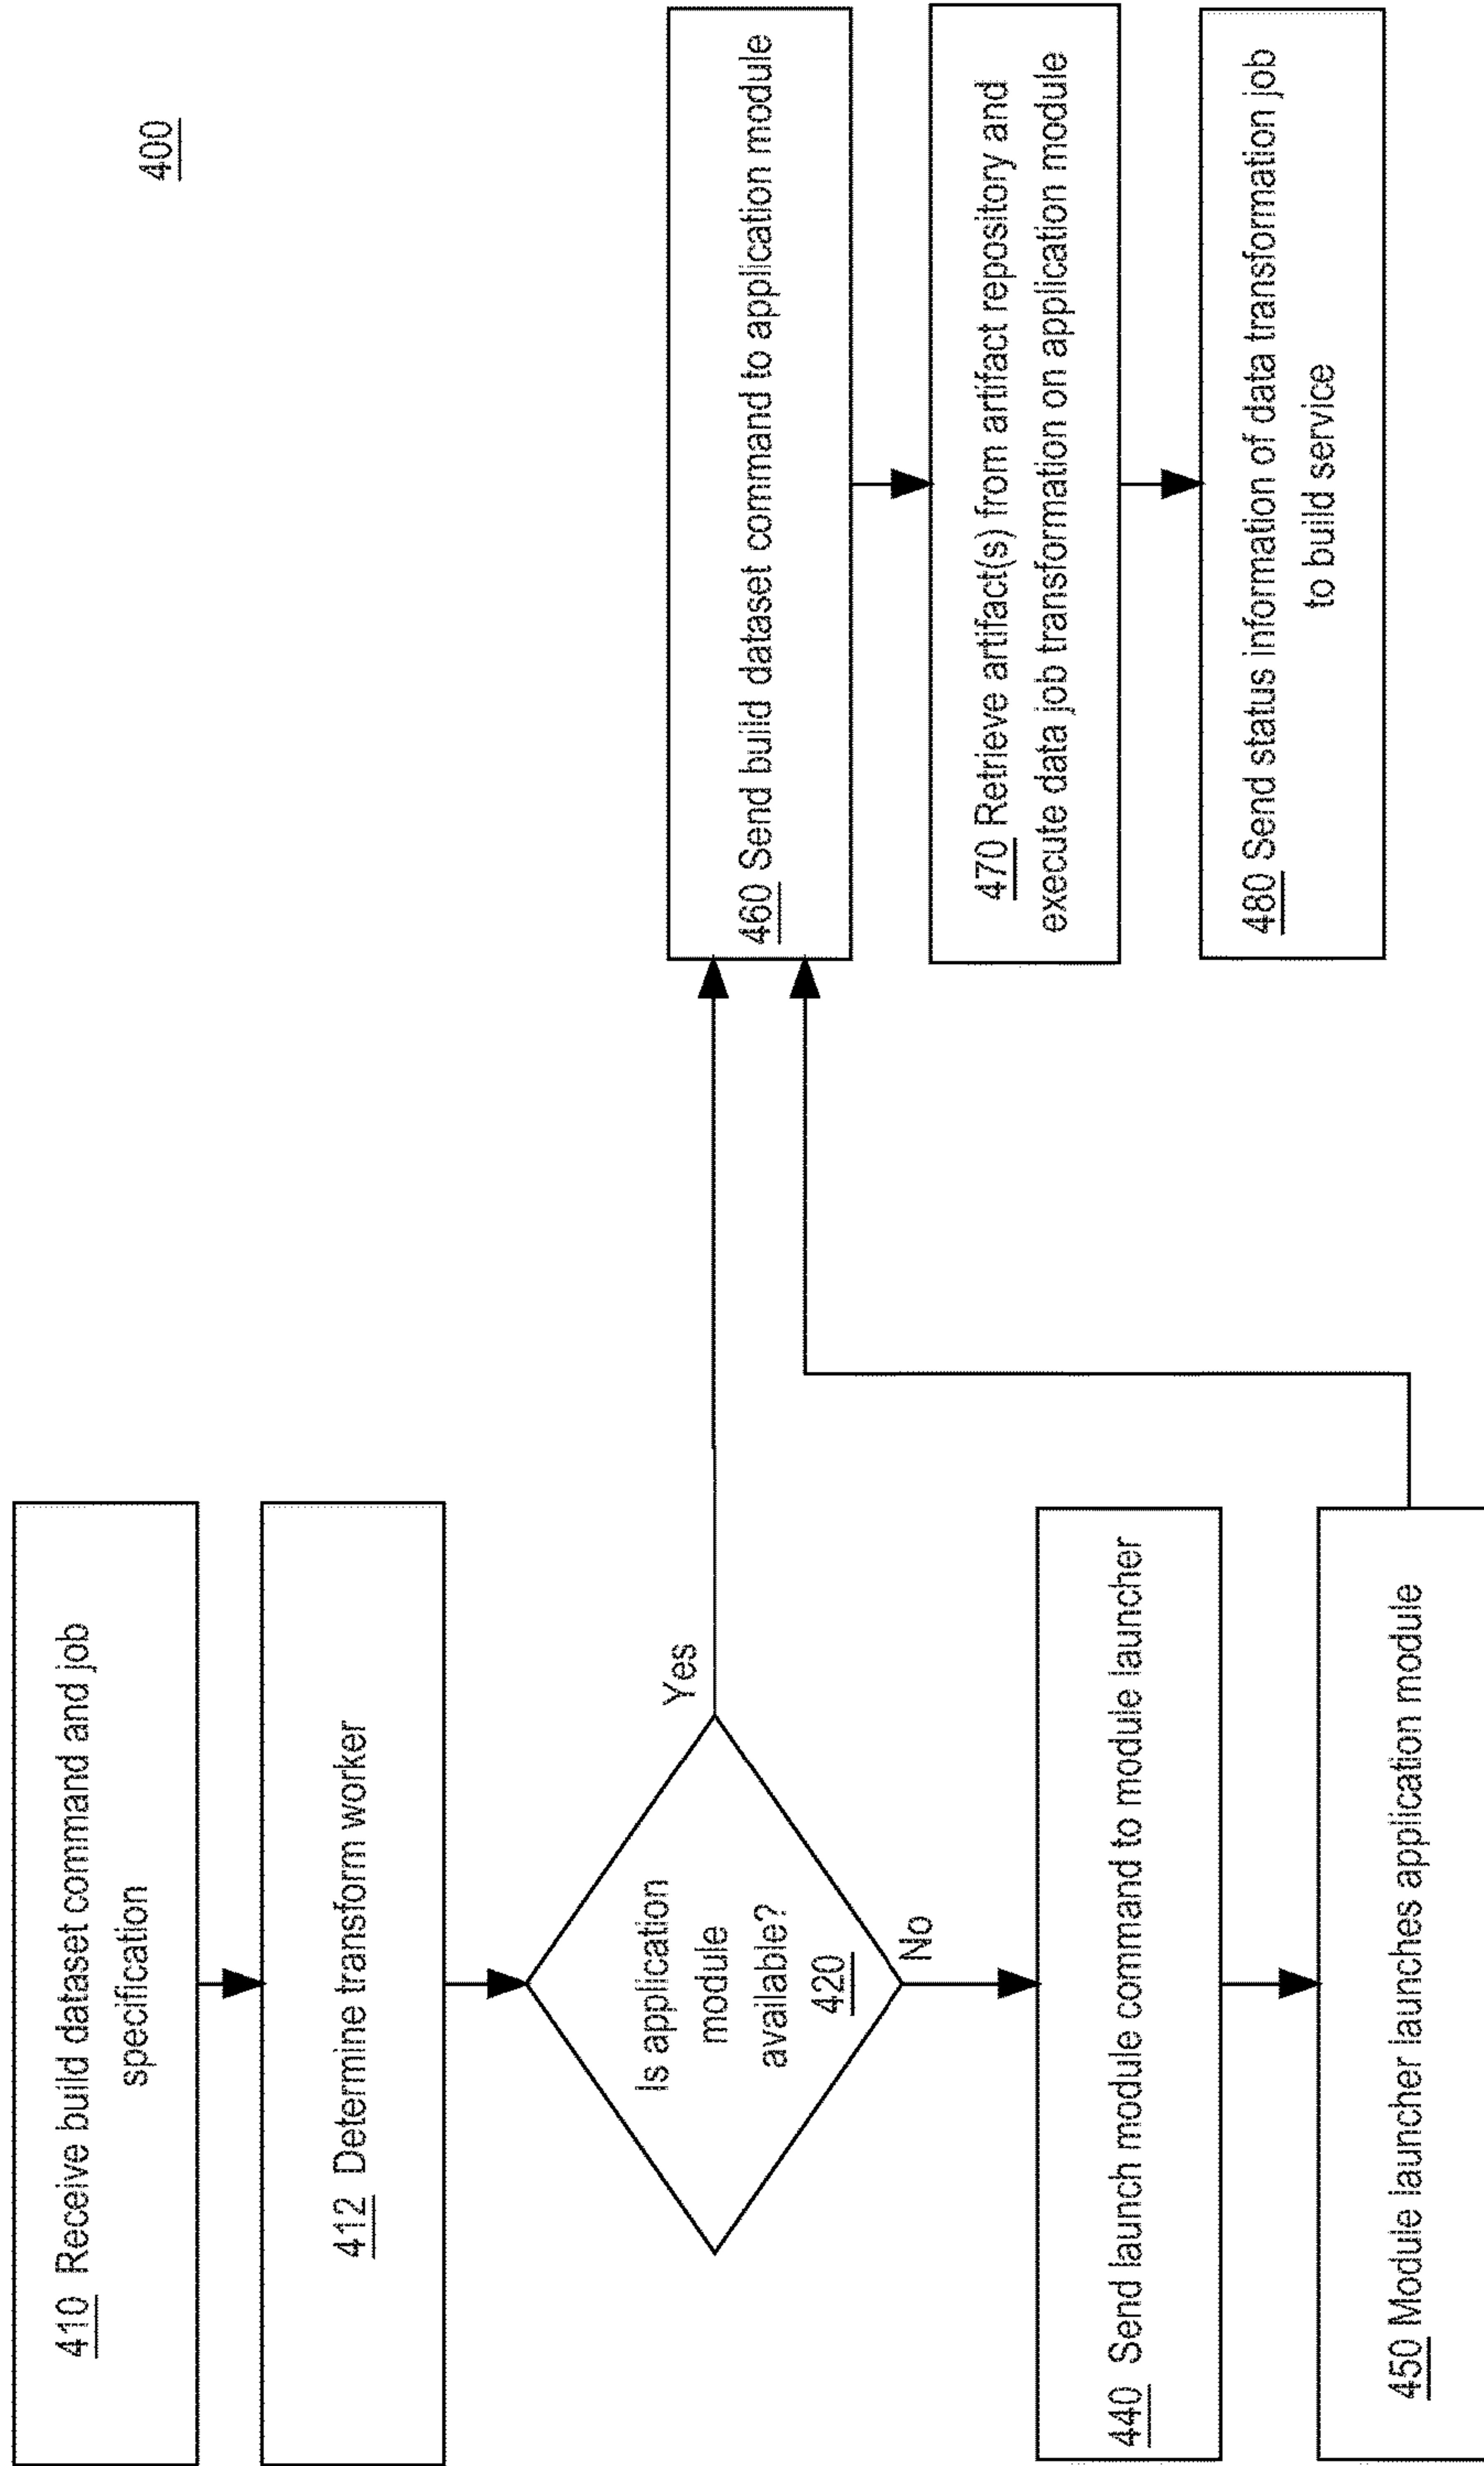 400
410 Receive build dataset command and job
specification
412 Determine transform worker
Is application
module
available?
420
Yes
No
440 Send launch module command to module launcher
450 Module launcher launches application module
460 Send build dataset command to application module
470 Retrieve artifact(s) from artifact repository and
execute data job transformation on application module
480 Send status information of data transformation job
to build service